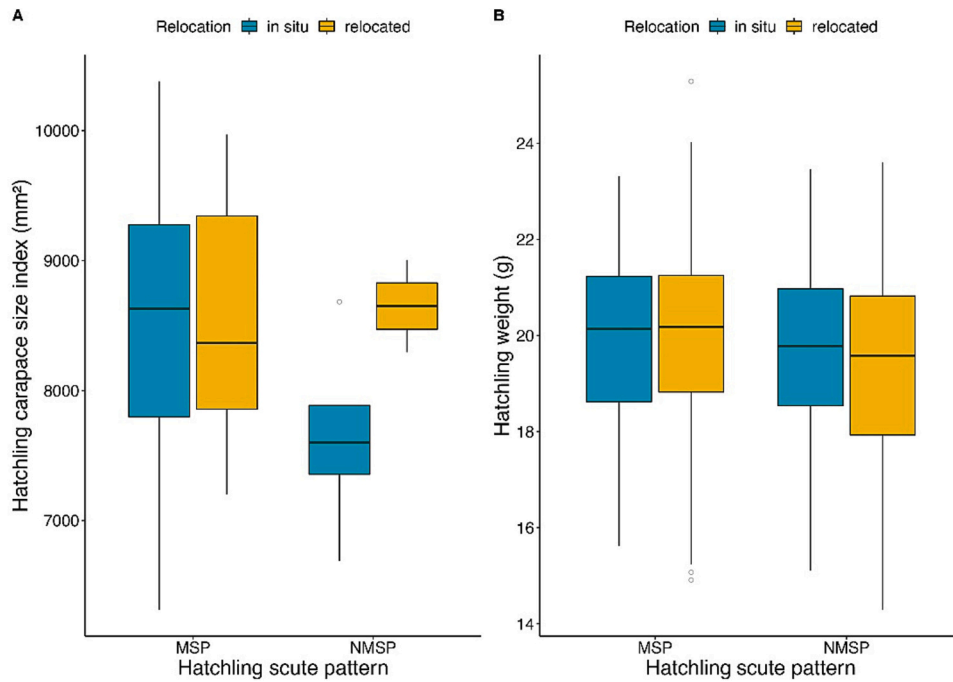 A
Relocation in situ relocated
Hatchling carapace size index (mm²)
10000
9000
8000
7000
MSP NMSP
Hatchling scute pattern
B
Relocation in situ relocated
Hatchling weight (g)
24
22
20
18
16
14
MSP NMSP
Hatchling scute pattern